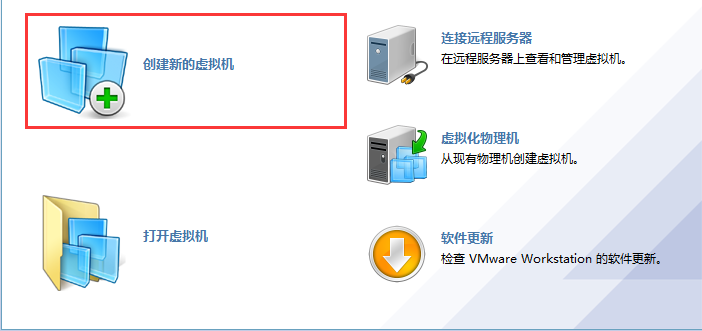 创建新的虚拟机
打开虚拟机
连接远程服务器
在远程服务器上查看和管理虚拟机。
虚拟化物理机
从现有物理机创建虚拟机。
软件更新
检查 VMware Workstation 的软件更新。